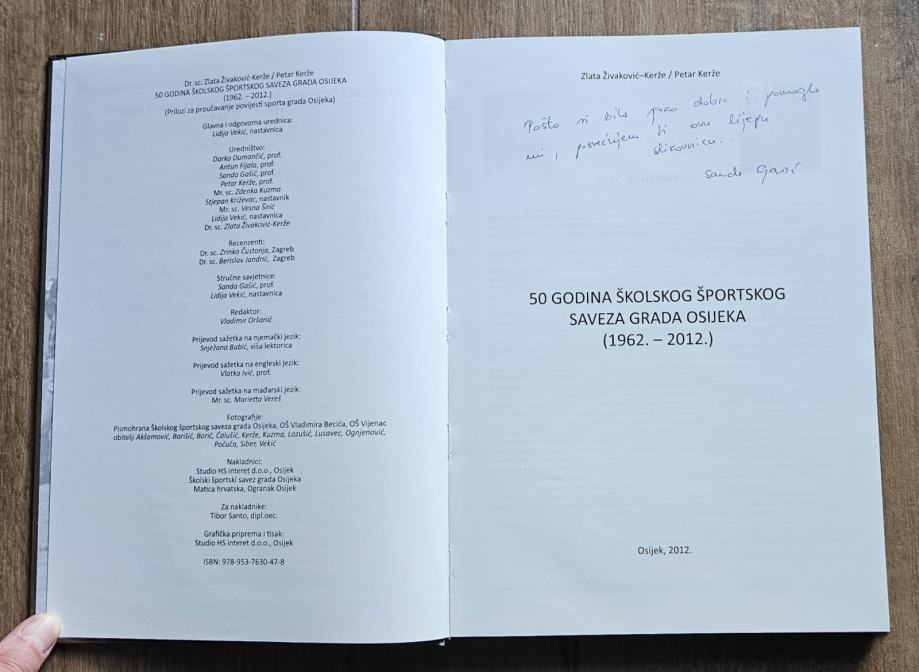 Dr. sc. Zlata Živaković-Kerže / Petar Kerže
50 GODINA ŠKOLSKOG ŠPORTSKOG SAVEZA GRADA OSIJEKA
(1962. – 2012.)
(Prilozi za proučavanje povijesti sporta grada Osijeka)
Glavna i odgovorna urednica:
Lidija Vekić, nastavnica
Uredništvo:
Darko Dumančić, prof.
Antun Fijala, prof.
Sanda Gašić, prof.
Petar Kerže, prof.
Mr. sc. Zdenka Kuzma
Stjepan Križevac, nastavnik
Mr. sc. Vesna Širić
Lidija Vekić, nastavnica
Dr. sc. Zlata Živaković-Kerže
Recenzenti:
Dr. sc. Zrinko Čustonja, Zagreb
Dr. sc. Berislav Jandrić, Zagreb
Stručne savjetnice:
Sanda Gašić, prof.
Lidija Vekić, nastavnica
Redaktor:
Vladimir Oršanić
Prijevod sažetka na njemački jezik:
Snježana Babić, viša lektorica
Prijevod sažetka na engleski jezik:
Vlatka Ivić, prof.
Prijevod sažetka na mađarski jezik:
Mr. sc. Marietta Vereš
Fotografije:
Pismohrana Školskog športskog saveza grada Osijeka, OŠ Vladimira Becića, OŠ Vijenac
obitelji Akšamović, Barišić, Borić, Čalušić, Kerže, Kuzma, Lozušić, Lusavec, Ognjenović,
Počuča, Siber, Vekić
Nakladnici:
Studio HS internet d.o.o., Osijek
Školski športski savez grada Osijeka
Matica hrvatska, Ogranak Osijek
Za nakladnike:
Tibor Santo, dipl.oec.
Grafička priprema i tisak:
Studio HS internet d.o.o., Osijek
ISBN: 978-953-7630-47-8
Zlata Živaković–Kerže / Petar Kerže
Pošto si bila jako dobra i pomogla
mi, posvećujem ti ovu lijepu
slikovnicu..
Sanda Gašić
50 GODINA ŠKOLSKOG ŠPORTSKOG
SAVEZA GRADA OSIJEKA
(1962. – 2012.)
Osijek, 2012.